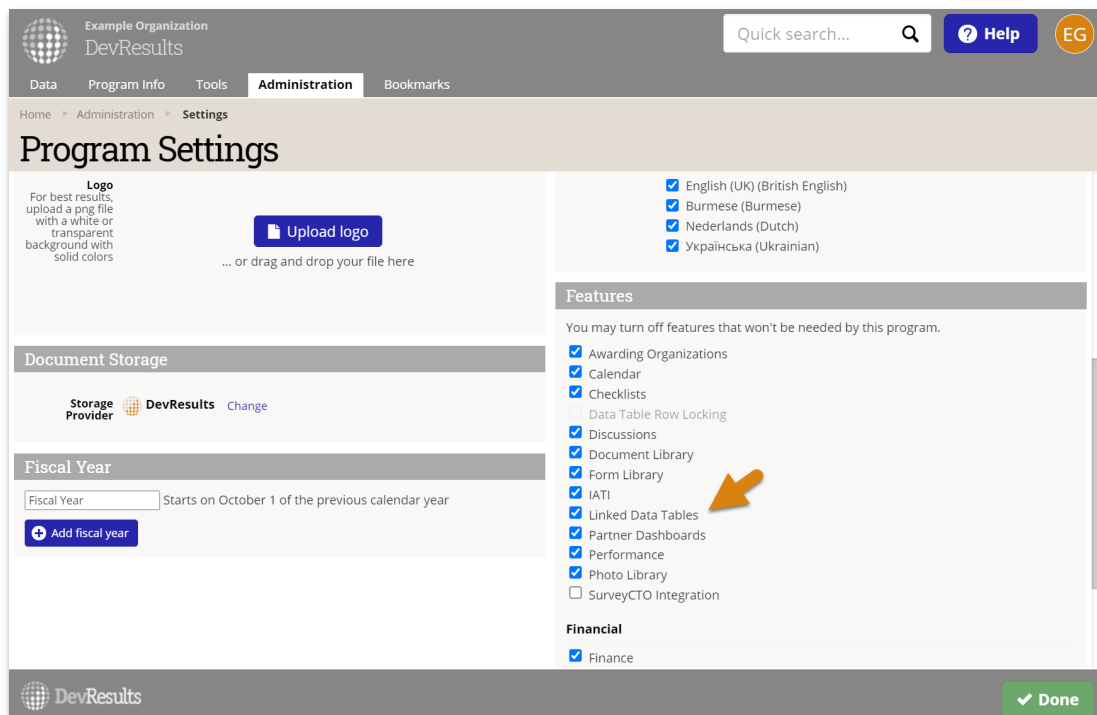 Example Organization
DevResults
Quick search...
? Help
EG
Data Program Info Tools Administration Bookmarks
Home Administration Settings
Program Settings
Logo
For best results,
upload a png file
with a white or
transparent
background with
solid colors
Upload logo
... or drag and drop your file here
Document Storage
Storage
Provider
DevResults Change
Fiscal Year
Fiscal Year Starts on October 1 of the previous calendar year
Add fiscal year
English (UK) (British English)
Burmese (Burmese)
Nederlands (Dutch)
Українська (Ukrainian)
Features
You may turn off features that won't be needed by this program.
Awarding Organizations
Calendar
Checklists
Data Table Row Locking
Discussions
Document Library
Form Library
IATI
Linked Data Tables
Partner Dashboards
Performance
Photo Library
SurveyCTO Integration
Financial
Finance
DevResults
Done